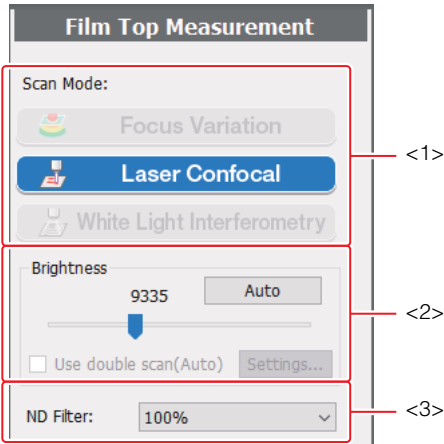 Film Top Measurement
Scan Mode:
Focus Variation
<1>
Laser Confocal
White Light Interferometry
Brightness
9335
Auto
<2>
Use double scan(Auto)
Settings...
ND Filter:
100%
<3>